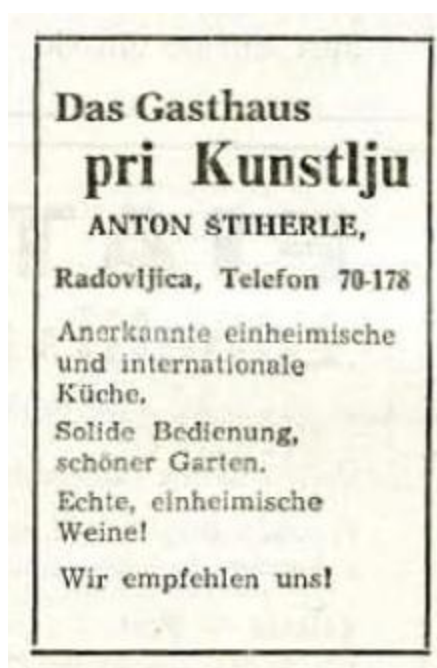 Das Gasthaus
pri Kunstlju
ANTON STIHERLE,
Radovljica, Telefon 70-178
Anerkannte einheimische
und internationale
Küche.
Solide Bedienung,
schöner Garten.
Echte, einheimische
Weine!
Wir empfehlen uns!